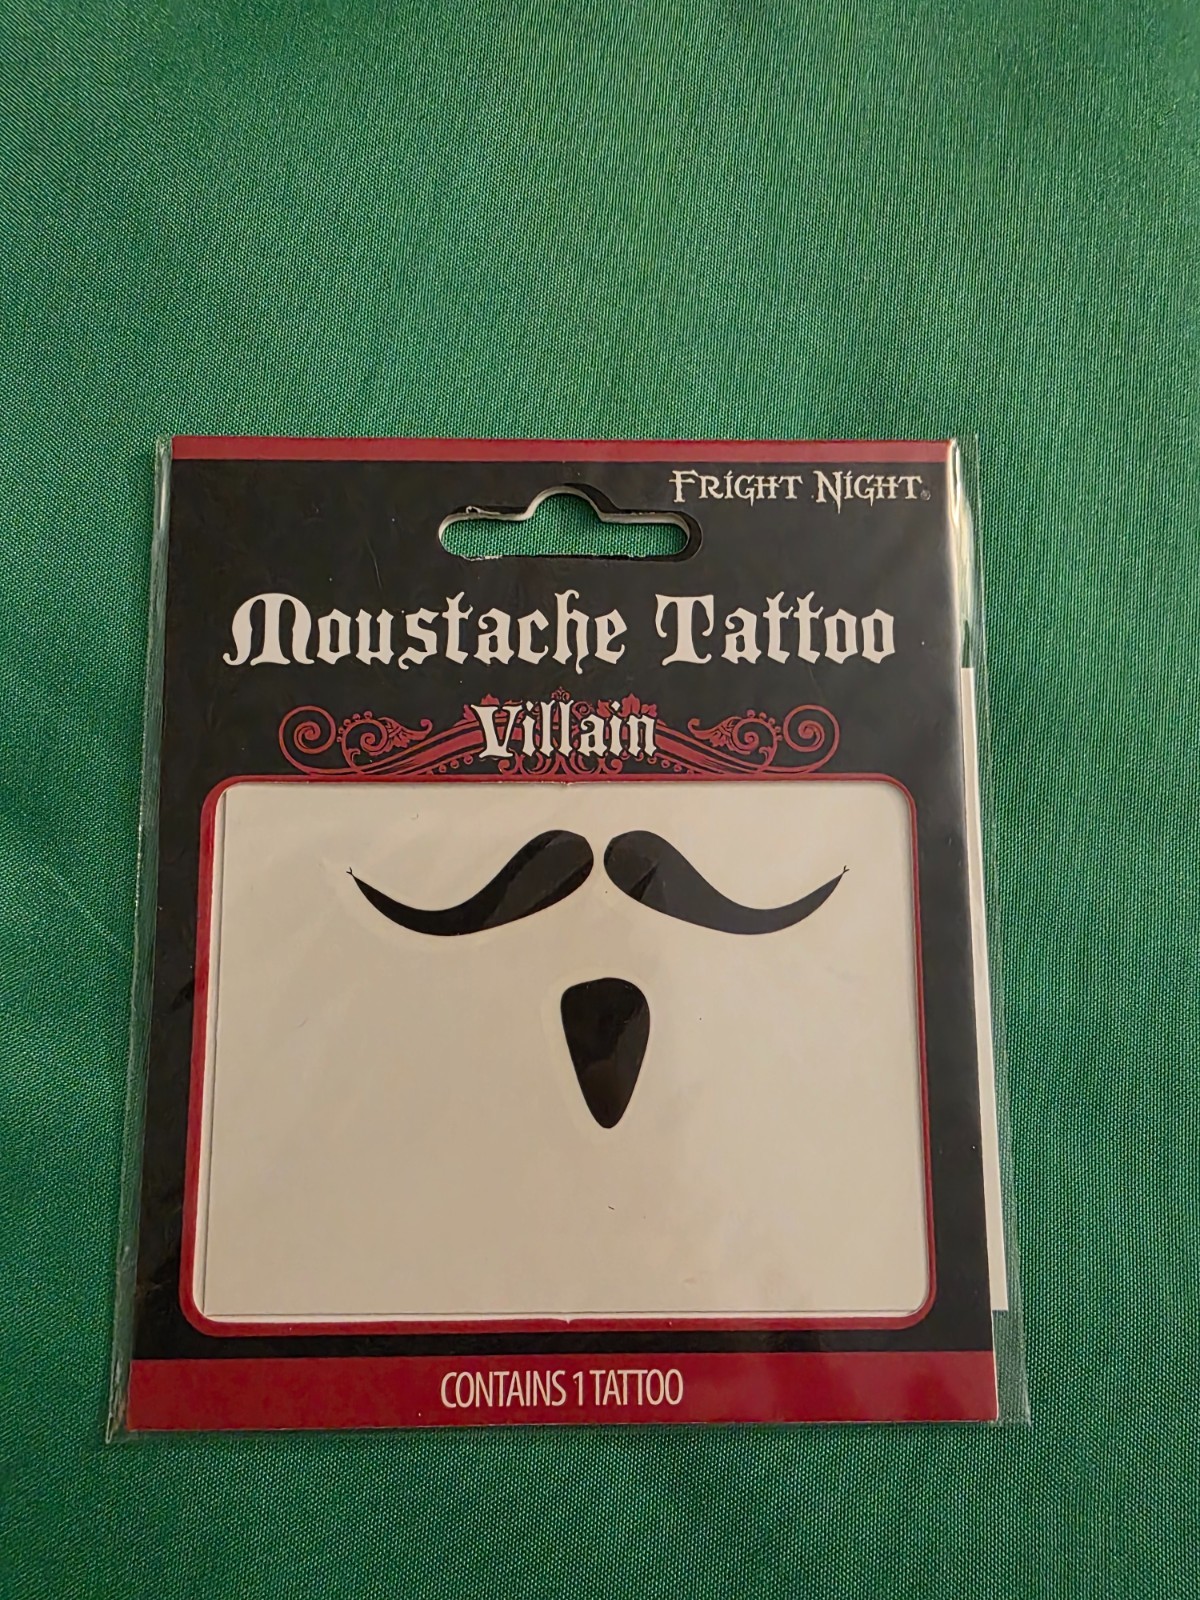 Fright Night®
Moustache Tattoo
Villain
CONTAINS 1 TATTOO